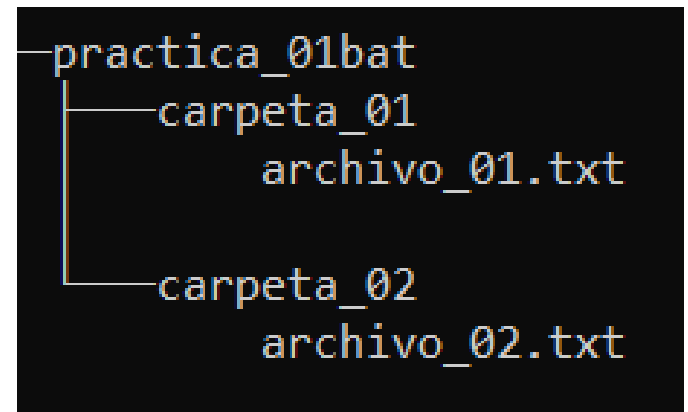 practica_01bat
carpeta_01
archivo_01.txt
carpeta_02
archivo_02.txt